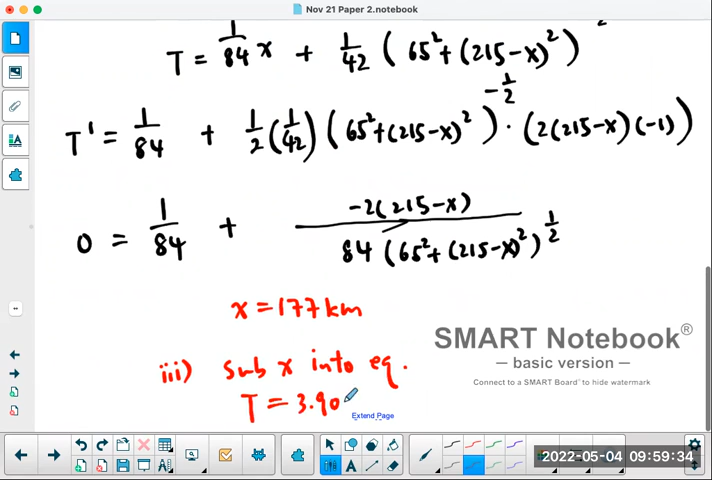 Nov 21 Paper 2.notebook
T = 1/84 x + 1/42 (65² + (215-x)²)^2
T' = 1/84 + 1/2 (1/42) (65² + (215-x)²)^-1/2 · (2(215-x)(-1))
0 = 1/84 + -2(215-x) / 84 (65² + (215-x)²)^1/2
x = 177 km
SMART Notebook®
— basic version —
Connect to a SMART Board™ to hide watermark
iii) Sub x into eq.
T = 3.90
Extend Page
2022-05-04 09:59:34